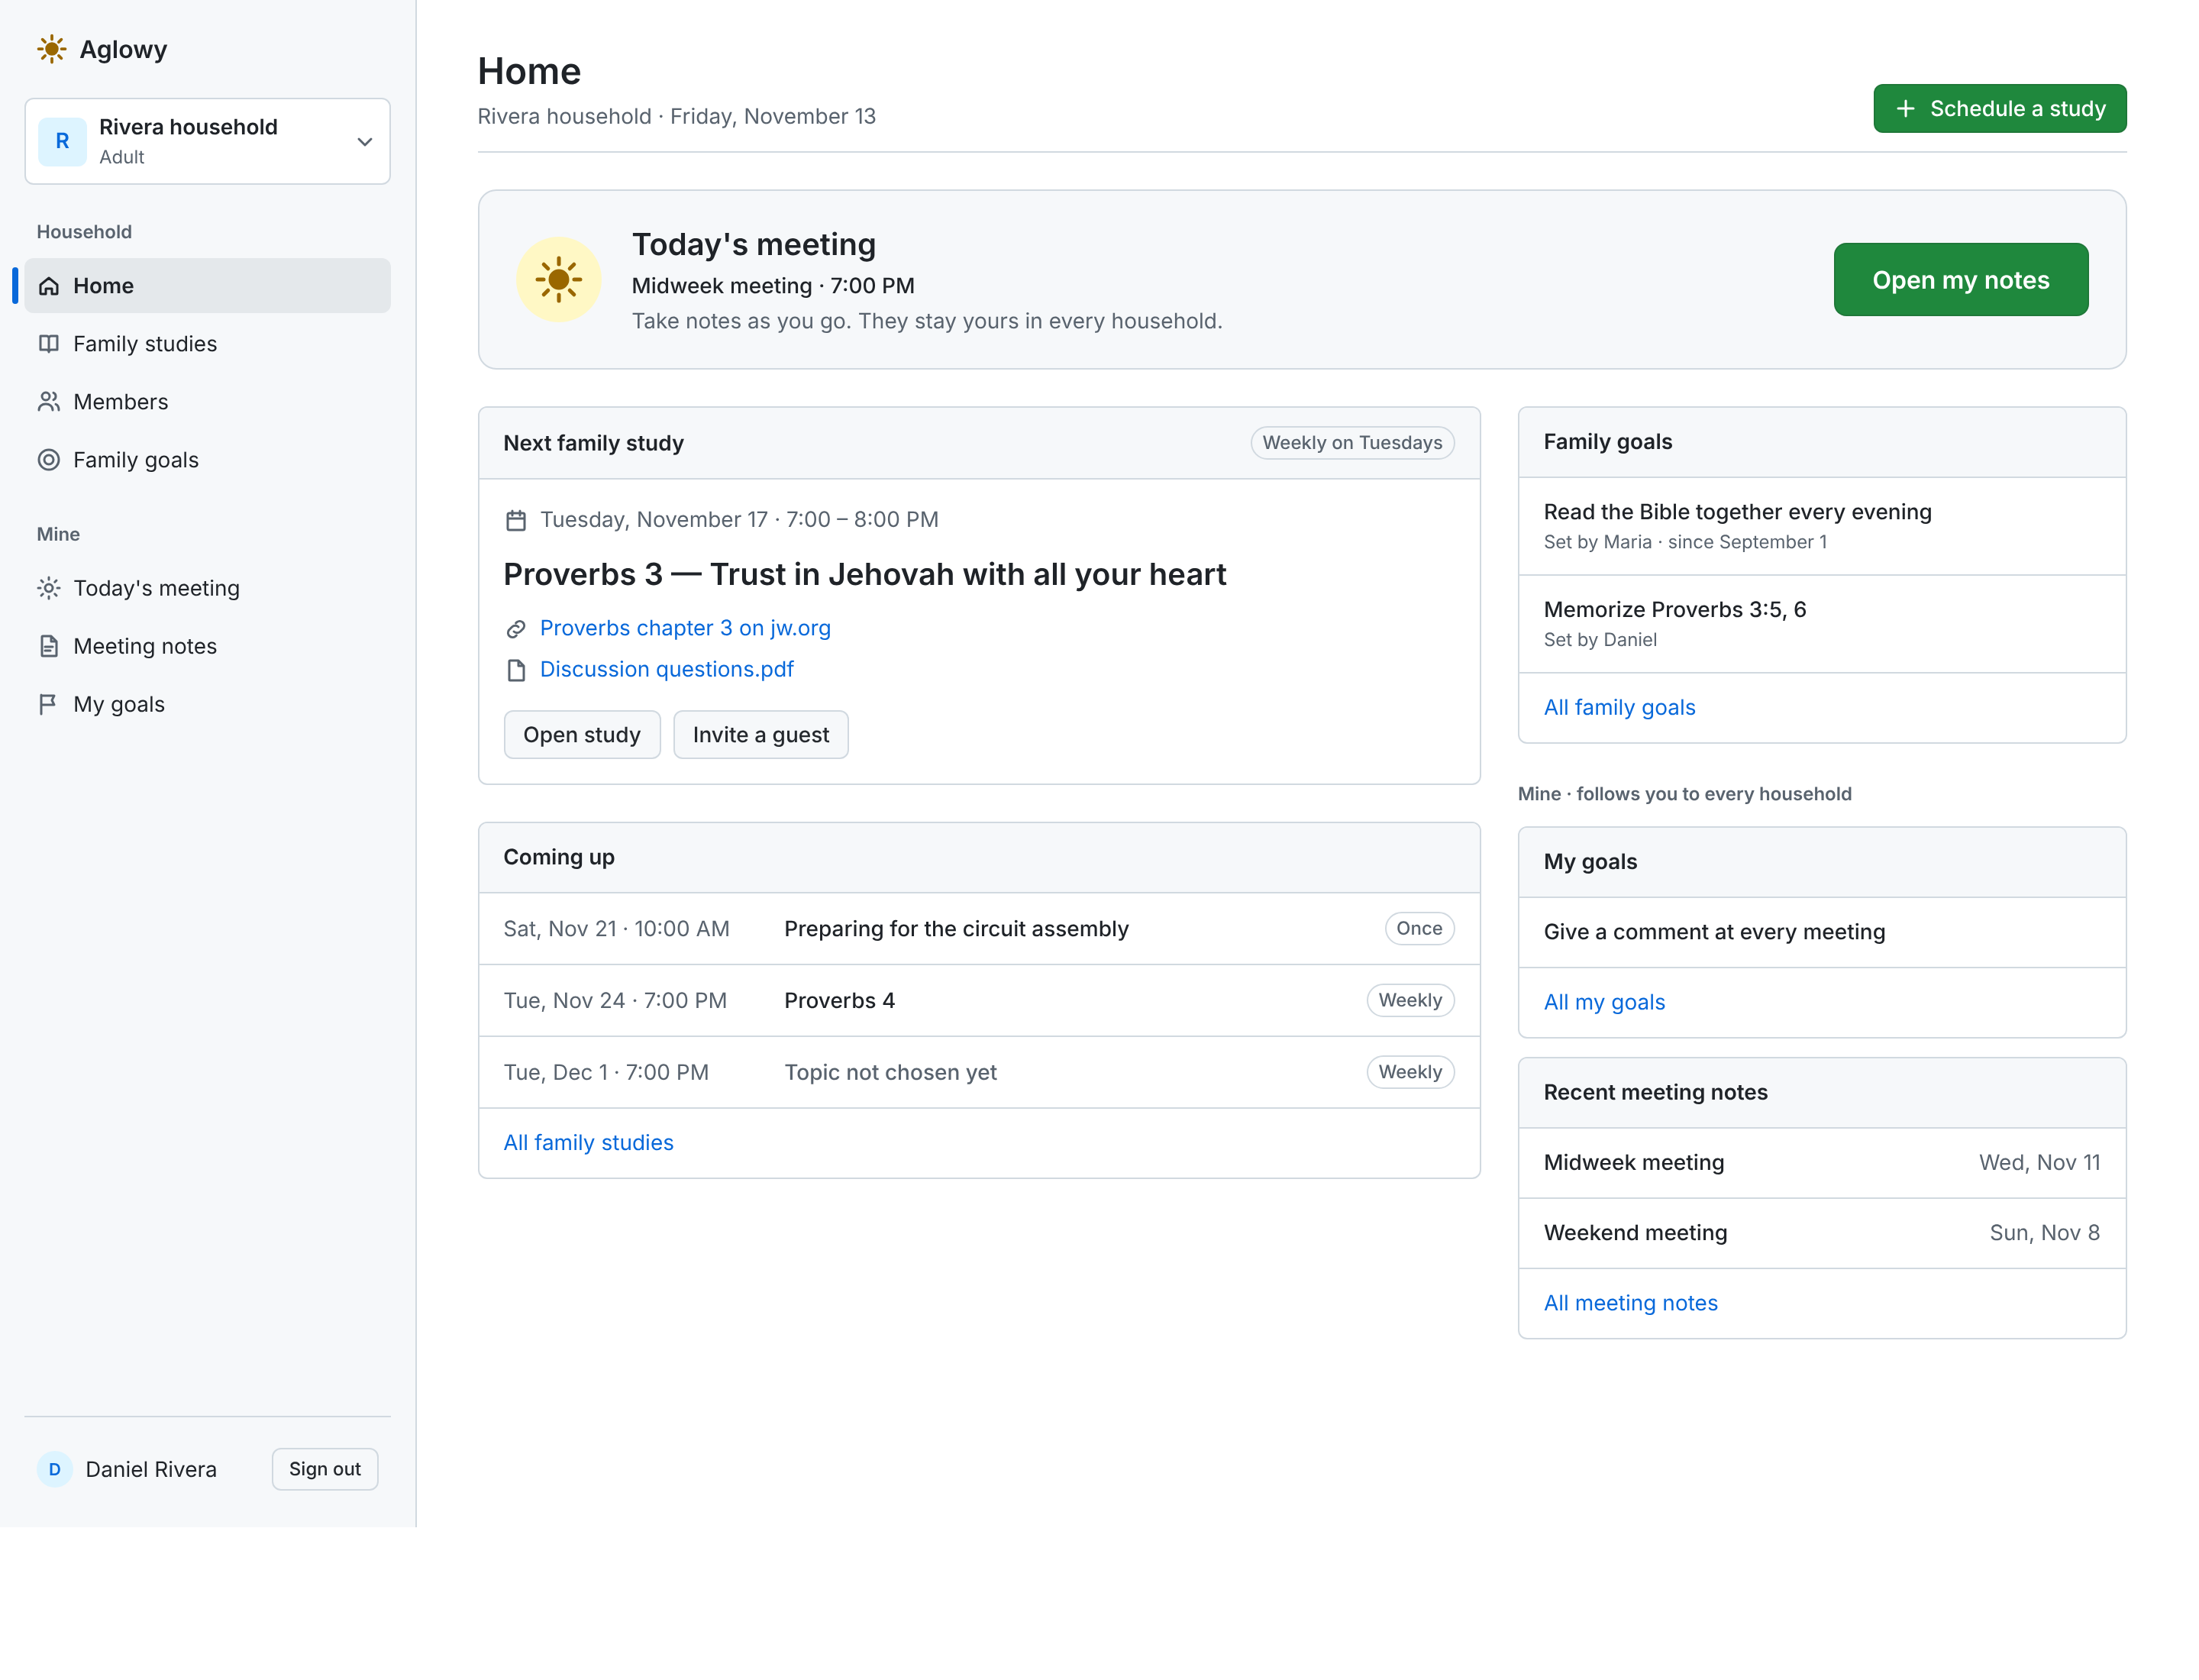 Aglowy
R
Rivera household
Adult
Household
Home
Family studies
Members
Family goals
Mine
Today's meeting
Meeting notes
My goals
D
Daniel Rivera
Sign out
Home
Rivera household · Friday, November 13
Schedule a study
Today's meeting
Midweek meeting · 7:00 PM
Take notes as you go. They stay yours in every household.
Open my notes
Next family study
Weekly on Tuesdays
Tuesday, November 17 · 7:00 – 8:00 PM
Proverbs 3 — Trust in Jehovah with all your heart
Proverbs chapter 3 on jw.org
Discussion questions.pdf
Open study
Invite a guest
Coming up
Sat, Nov 21 · 10:00 AM Preparing for the circuit assembly Once
Tue, Nov 24 · 7:00 PM Proverbs 4 Weekly
Tue, Dec 1 · 7:00 PM Topic not chosen yet Weekly
All family studies
Family goals
Read the Bible together every evening
Set by Maria · since September 1
Memorize Proverbs 3:5, 6
Set by Daniel
All family goals
Mine · follows you to every household
My goals
Give a comment at every meeting
All my goals
Recent meeting notes
Midweek meeting Wed, Nov 11
Weekend meeting Sun, Nov 8
All meeting notes